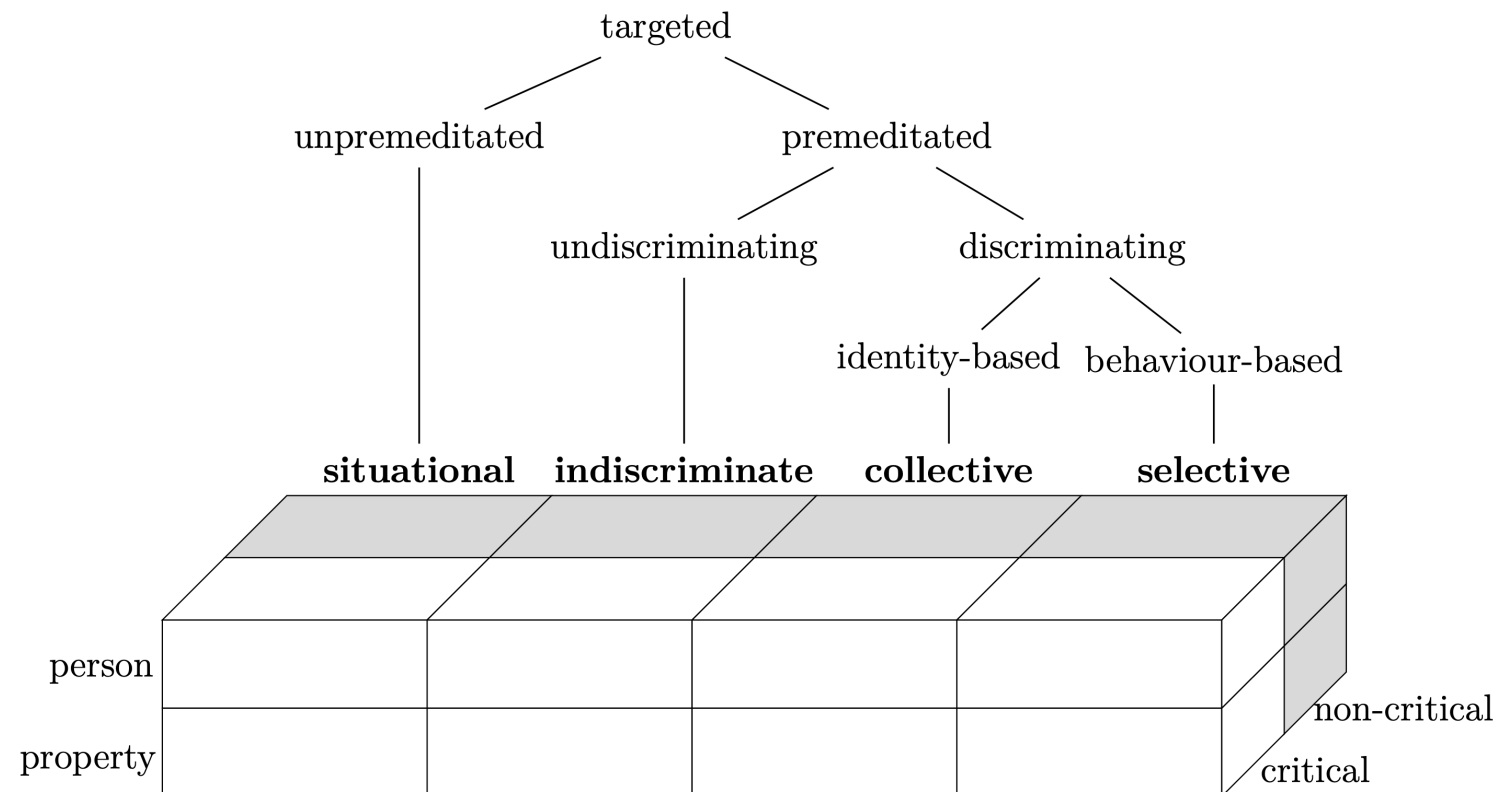 targeted
unpremeditated premeditated
undiscriminating discriminating
identity-based behaviour-based
situational indiscriminate collective selective
person
non-critical
property
critical